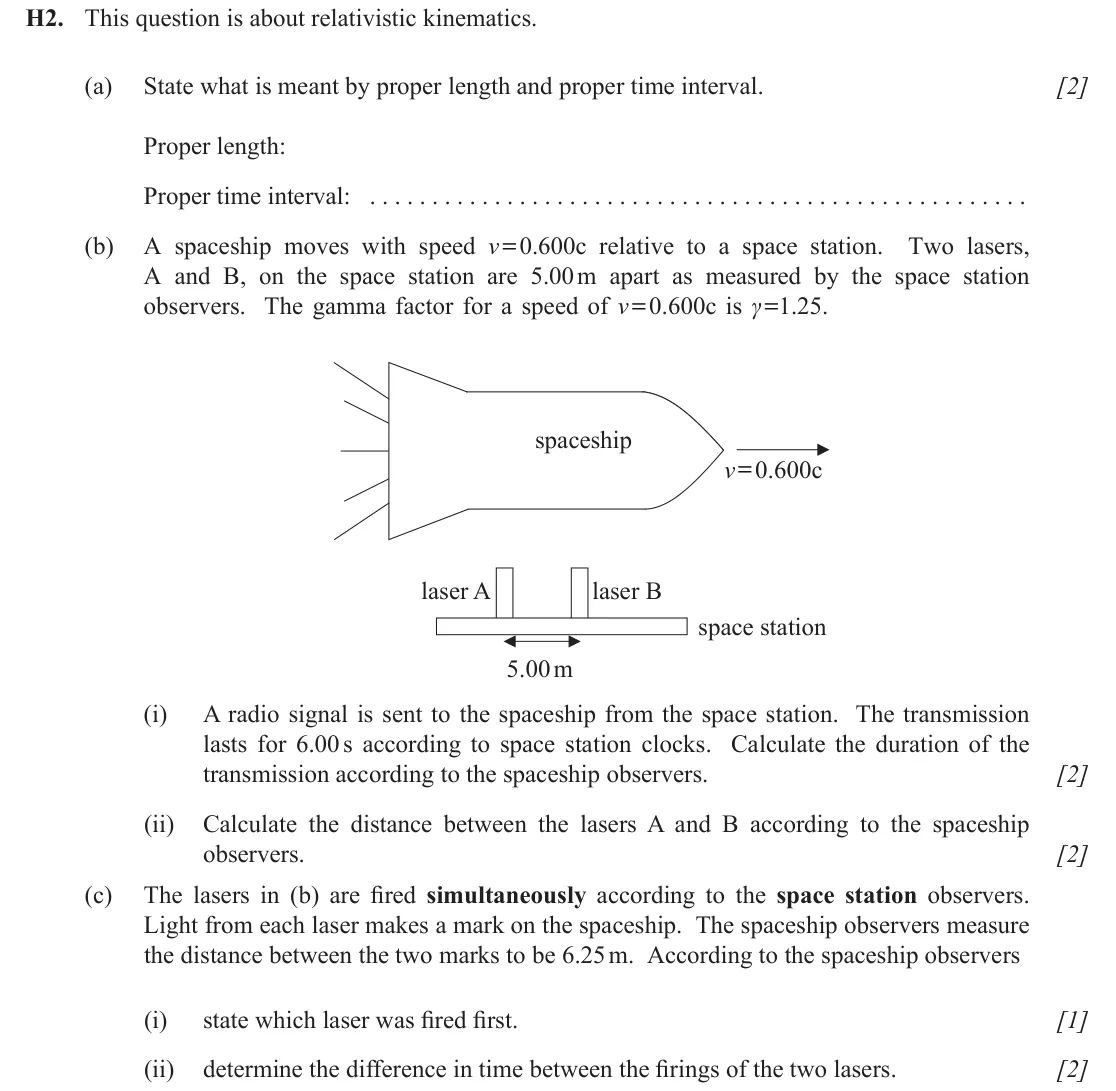 H2. This question is about relativistic kinematics.
(a) State what is meant by proper length and proper time interval. [2]
Proper length:
Proper time interval: . . . . . . . . . . . . . . . . . . . . . . . . . . . . . . . . . . . . . . . . . . . . . . . . . . . . .
(b) A spaceship moves with speed v=0.600c relative to a space station. Two lasers,
A and B, on the space station are 5.00m apart as measured by the space station
observers. The gamma factor for a speed of v=0.600c is γ=1.25.
spaceship
v=0.600c
laser A
laser B
space station
5.00m
(i) A radio signal is sent to the spaceship from the space station. The transmission
lasts for 6.00s according to space station clocks. Calculate the duration of the
transmission according to the spaceship observers. [2]
(ii) Calculate the distance between the lasers A and B according to the spaceship
observers. [2]
(c) The lasers in (b) are fired simultaneously according to the space station observers.
Light from each laser makes a mark on the spaceship. The spaceship observers measure
the distance between the two marks to be 6.25m. According to the spaceship observers
(i) state which laser was fired first. [1]
(ii) determine the difference in time between the firings of the two lasers. [2]